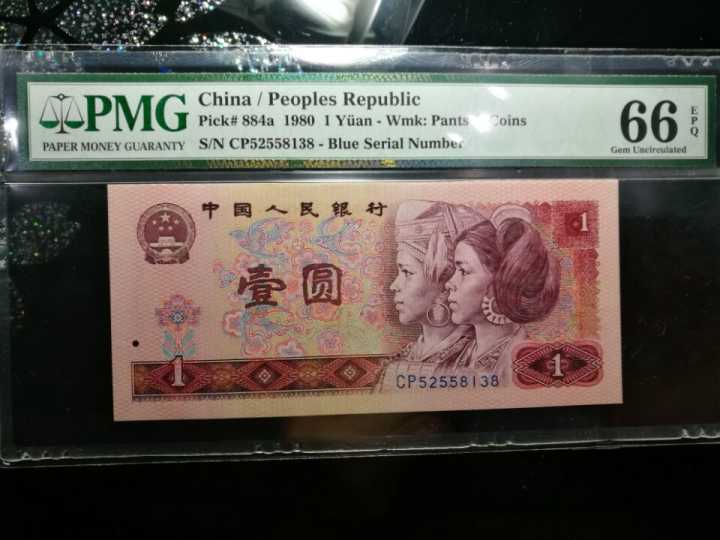 PMG
PAPER MONEY GUARANTY
China / Peoples Republic
Pick# 884a 1980 1 Yüan - Wmk: Pants Coins
S/N CP52558138 - Blue Serial Number
66 EPQ
Gem Uncirculated
中国人民银行
1
壹圆
1
1
CP52558138